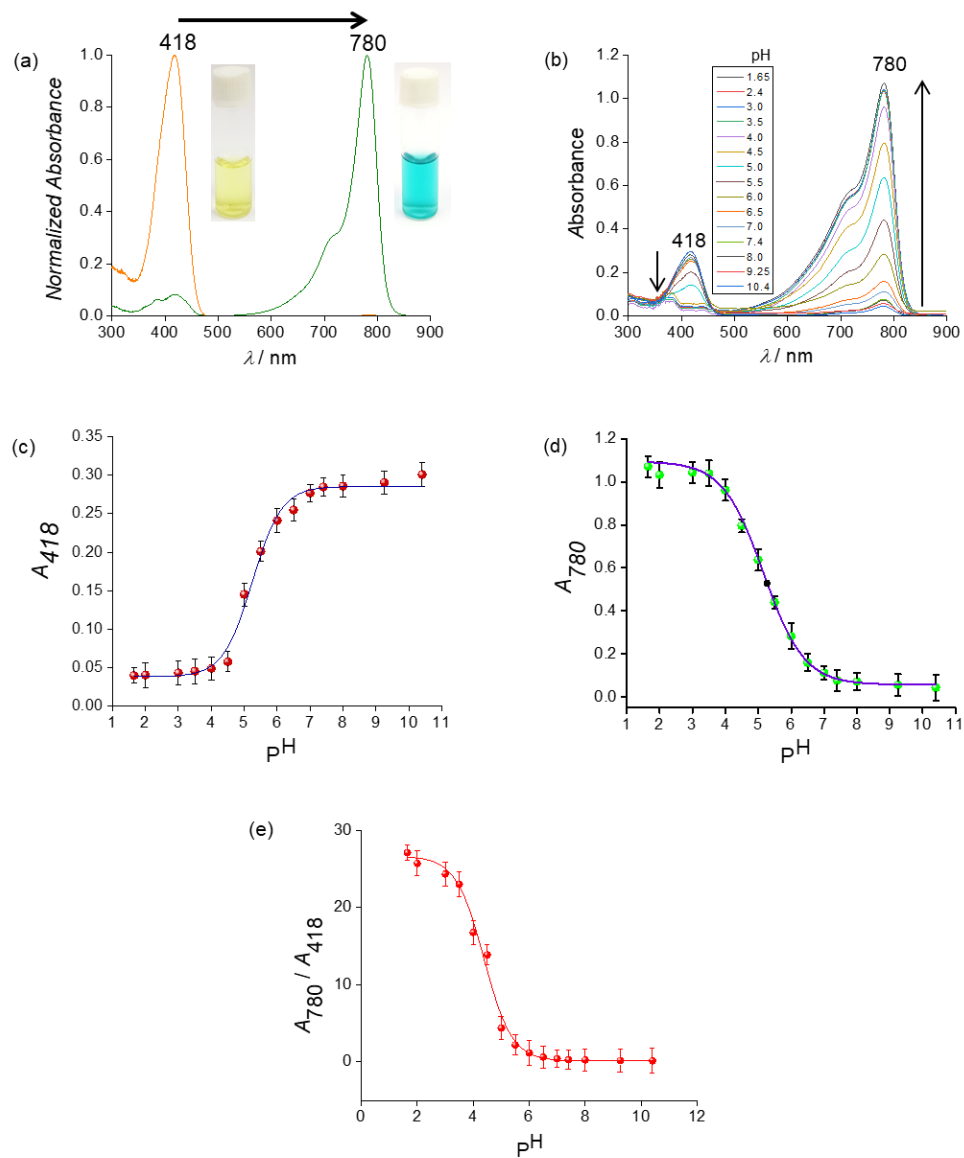 (a)
418
780
1.0
0.8
0.6
0.4
0.2
0.0
Normalized Absorbance
300 400 500 600 700 800 900
λ / nm
(b)
pH
1.65
2.4
3.0
3.5
4.0
4.5
5.0
5.5
6.0
6.5
7.0
7.4
8.0
9.25
10.4
780
418
1.2
1.0
0.8
0.6
0.4
0.2
0.0
Absorbance
300 400 500 600 700 800 900
λ / nm
(c)
0.35
0.30
0.25
0.20
0.15
0.10
0.05
0.00
A418
1 2 3 4 5 6 7 8 9 10 11
PH
(d)
1.2
1.0
0.8
0.6
0.4
0.2
0.0
A780
1 2 3 4 5 6 7 8 9 10 11
PH
(e)
30
20
10
0
A780 / A418
0 2 4 6 8 10 12
PH